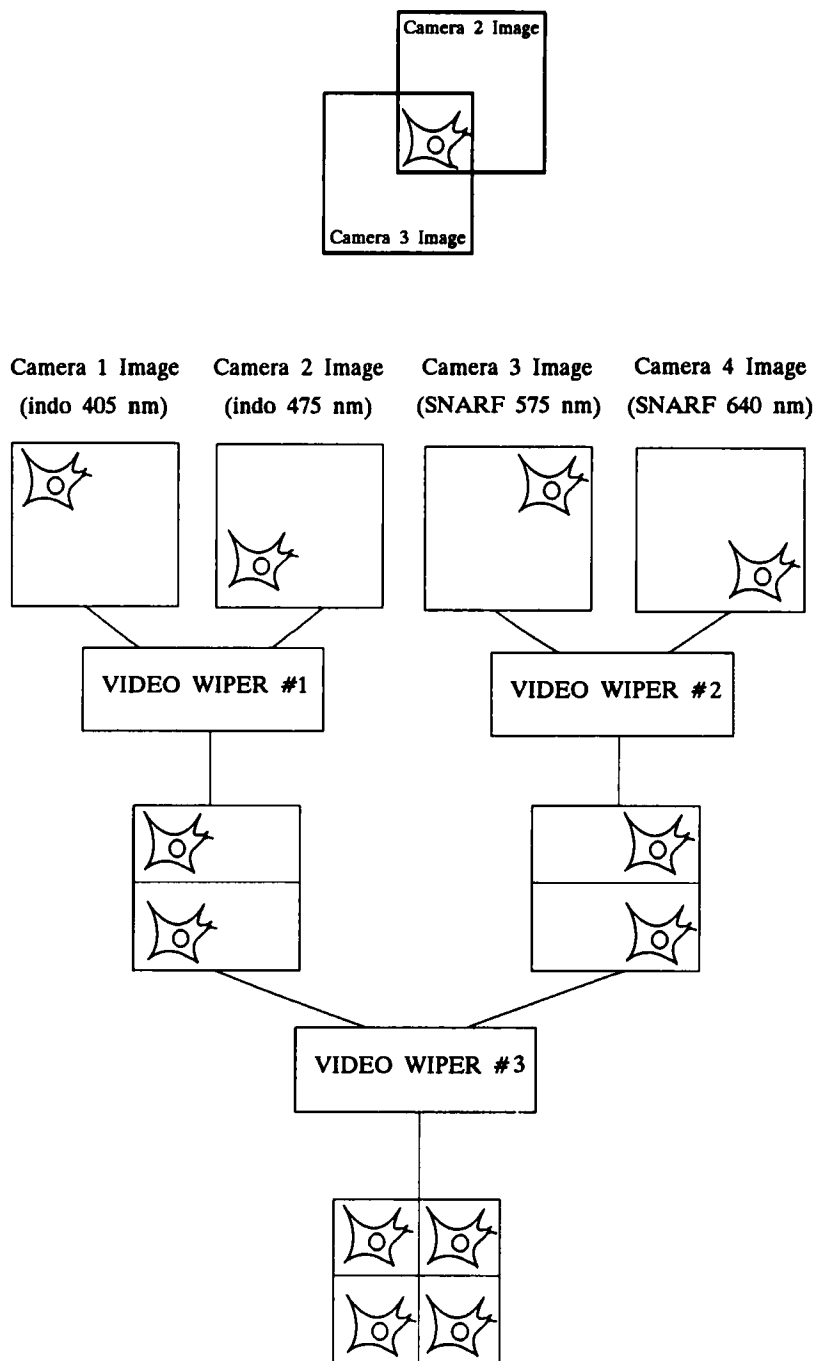 Camera 2 Image
Camera 3 Image
Camera 1 Image Camera 2 Image Camera 3 Image Camera 4 Image
(indo 405 nm) (indo 475 nm) (SNARF 575 nm) (SNARF 640 nm)
VIDEO WIPER #1
VIDEO WIPER #2
VIDEO WIPER #3